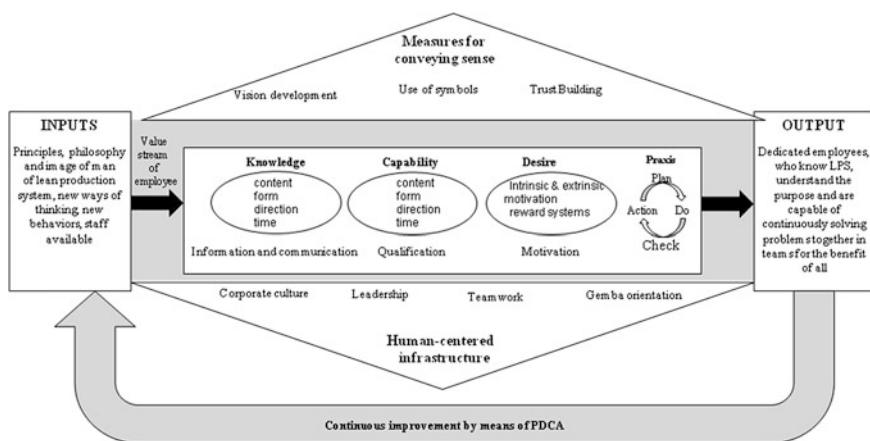 Measures for
conveying sense
Vision development
Use of symbols
Trust Building
INPUTS
Principles, philosophy
and image of man
of lean production
system, new ways of
thinking, new
behaviors, staff
available
Value
stream
of
employee
Knowledge
content
form
direction
time
Information and communication
Capability
content
form
direction
time
Qualification
Desire
Intrinsic & extrinsic
motivation
reward systems
Motivation
Praxis
Plan
Action
Do
Check
OUTPUT
Dedicated employees,
who know LPS,
understand the
purpose and are
capable of
continuously solving
problem stogether in
teams for the benefit
of all
Corporate culture
Leadership
Teamwork
Gemba orientation
Human-centered
infrastructure
Continuous improvement by means of PDCA